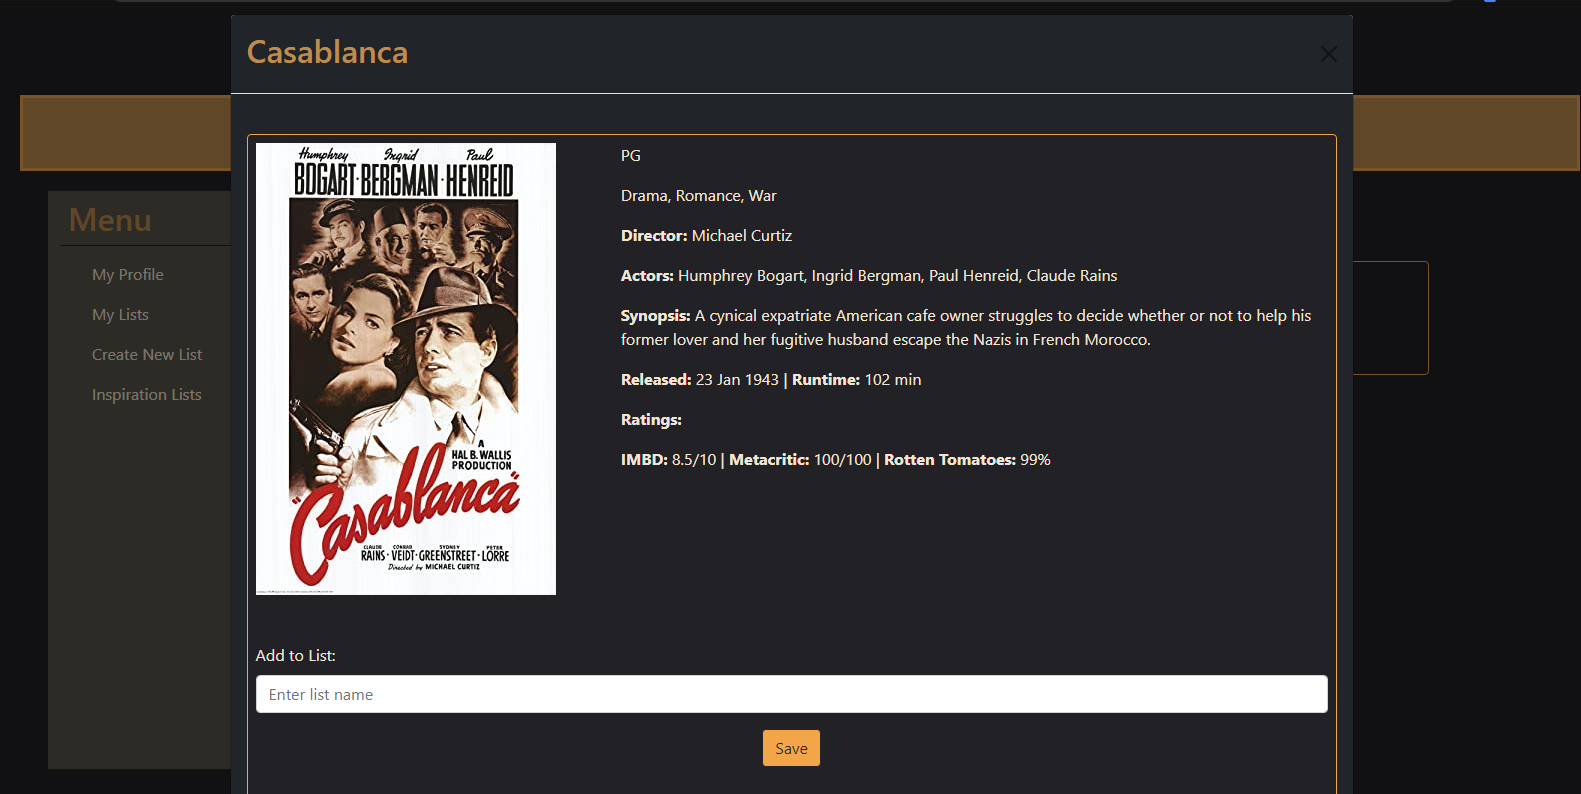 Casablanca
Menu
My Profile
My Lists
Create New List
Inspiration Lists
Humphrey Ingrid Paul
BOGART · BERGMAN · HENREID
A
HAL B. WALLIS
PRODUCTION
"Casablanca"
CLAUDE CONRAD SYDNEY PETER
RAINS · VEIDT · GREENSTREET · LORRE
Directed by MICHAEL CURTIZ
PG
Drama, Romance, War
Director: Michael Curtiz
Actors: Humphrey Bogart, Ingrid Bergman, Paul Henreid, Claude Rains
Synopsis: A cynical expatriate American cafe owner struggles to decide whether or not to help his
former lover and her fugitive husband escape the Nazis in French Morocco.
Released: 23 Jan 1943 | Runtime: 102 min
Ratings:
IMBD: 8.5/10 | Metacritic: 100/100 | Rotten Tomatoes: 99%
Add to List:
Enter list name
Save